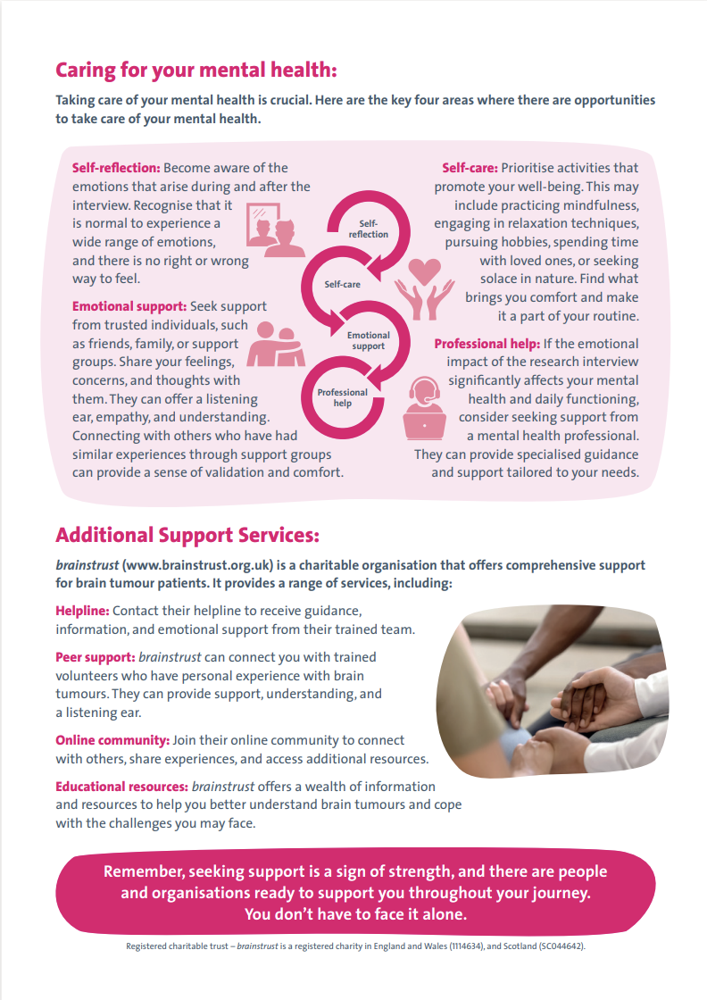 Caring for your mental health:
Taking care of your mental health is crucial. Here are the key four areas where there are opportunities
to take care of your mental health.
Self-reflection: Become aware of the
emotions that arise during and after the
interview. Recognise that it
is normal to experience a
wide range of emotions,
and there is no right or wrong
way to feel.
Emotional support: Seek support
from trusted individuals, such
as friends, family, or support
groups. Share your feelings,
concerns, and thoughts with
them. They can offer a listening
ear, empathy, and understanding.
Connecting with others who have had
similar experiences through support groups
can provide a sense of validation and comfort.
Self-
reflection
Self-care
Emotional
support
Professional
help
Self-care: Prioritise activities that
promote your well-being. This may
include practicing mindfulness,
engaging in relaxation techniques,
pursuing hobbies, spending time
with loved ones, or seeking
solace in nature. Find what
brings you comfort and make
it a part of your routine.
Professional help: If the emotional
impact of the research interview
significantly affects your mental
health and daily functioning,
consider seeking support from
a mental health professional.
They can provide specialised guidance
and support tailored to your needs.
Additional Support Services:
brainstrust (www.brainstrust.org.uk) is a charitable organisation that offers comprehensive support
for brain tumour patients. It provides a range of services, including:
Helpline: Contact their helpline to receive guidance,
information, and emotional support from their trained team.
Peer support: brainstrust can connect you with trained
volunteers who have personal experience with brain
tumours. They can provide support, understanding, and
a listening ear.
Online community: Join their online community to connect
with others, share experiences, and access additional resources.
Educational resources: brainstrust offers a wealth of information
and resources to help you better understand brain tumours and cope
with the challenges you may face.
Remember, seeking support is a sign of strength, and there are people
and organisations ready to support you throughout your journey.
You don't have to face it alone.
Registered charitable trust – brainstrust is a registered charity in England and Wales (1114634), and Scotland (SC044642).